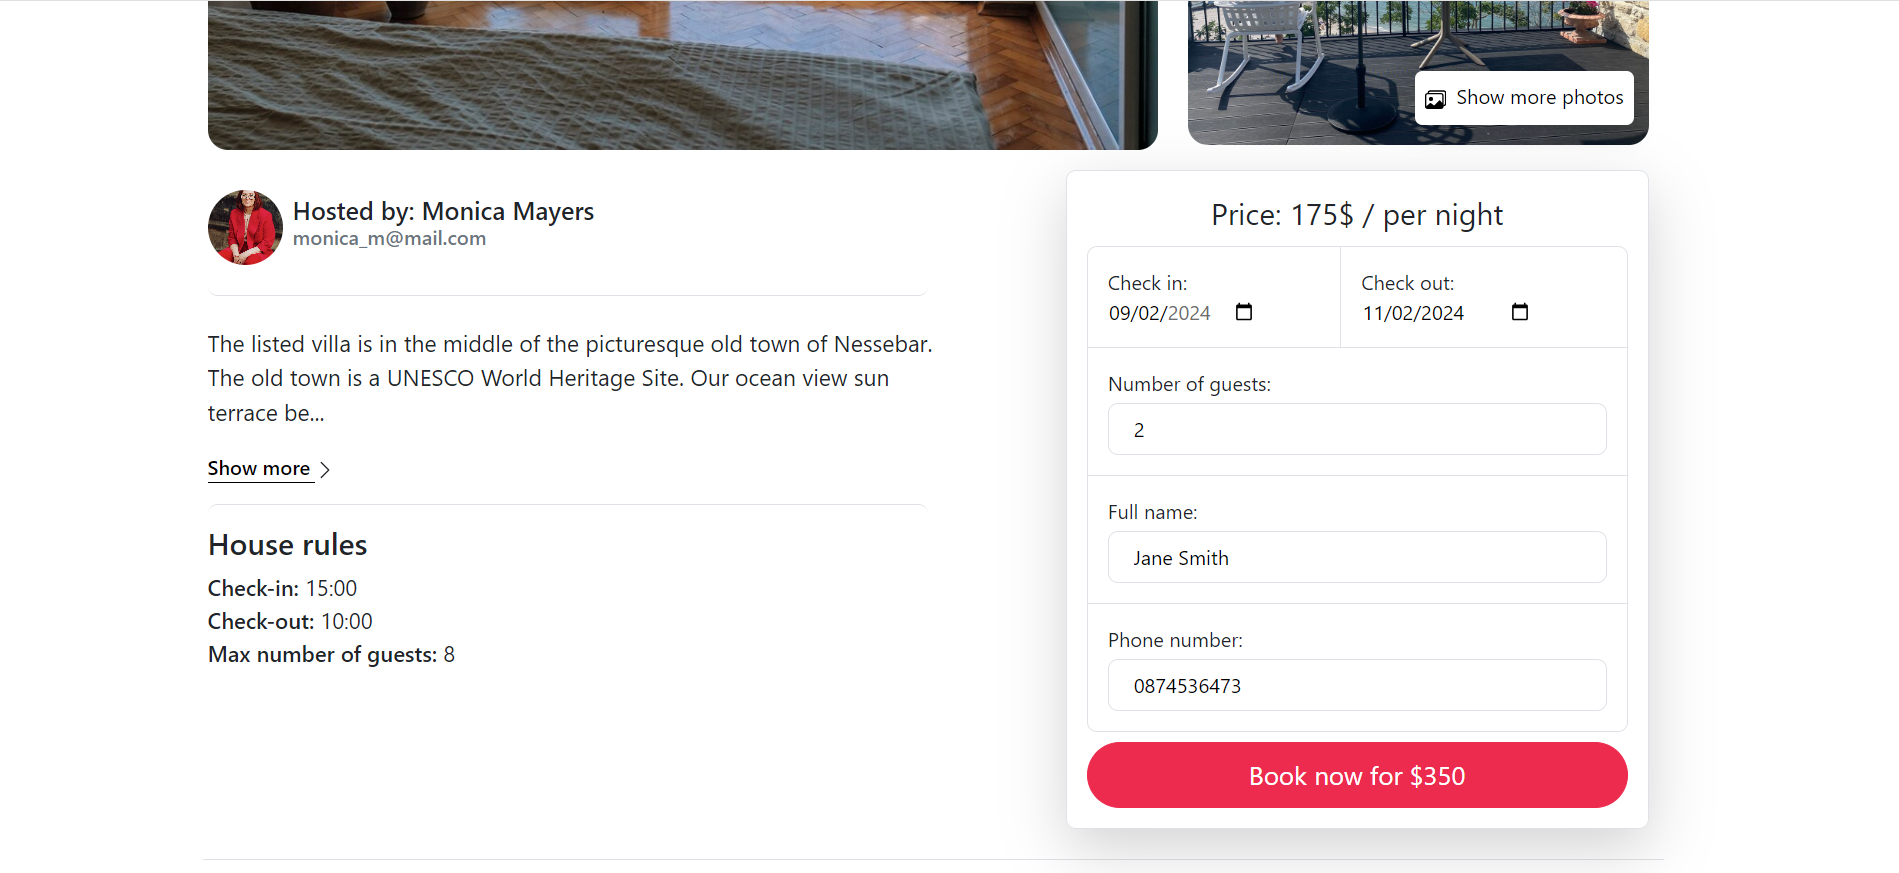 Show more photos
Hosted by: Monica Mayers
monica_m@mail.com
The listed villa is in the middle of the picturesque old town of Nessebar.
The old town is a UNESCO World Heritage Site. Our ocean view sun
terrace be...
Show more
House rules
Check-in: 15:00
Check-out: 10:00
Max number of guests: 8
Price: 175$ / per night
Check in:
09/02/2024
Check out:
11/02/2024
Number of guests:
2
Full name:
Jane Smith
Phone number:
0874536473
Book now for $350